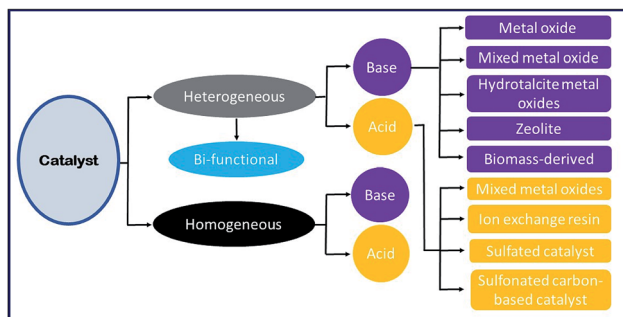 Catalyst
Heterogeneous
Bi-functional
Homogeneous
Base
Acid
Base
Acid
Metal oxide
Mixed metal oxide
Hydrotalcite metal
oxides
Zeolite
Biomass-derived
Mixed metal oxides
Ion exchange resin
Sulfated catalyst
Sulfonated carbon-
based catalyst